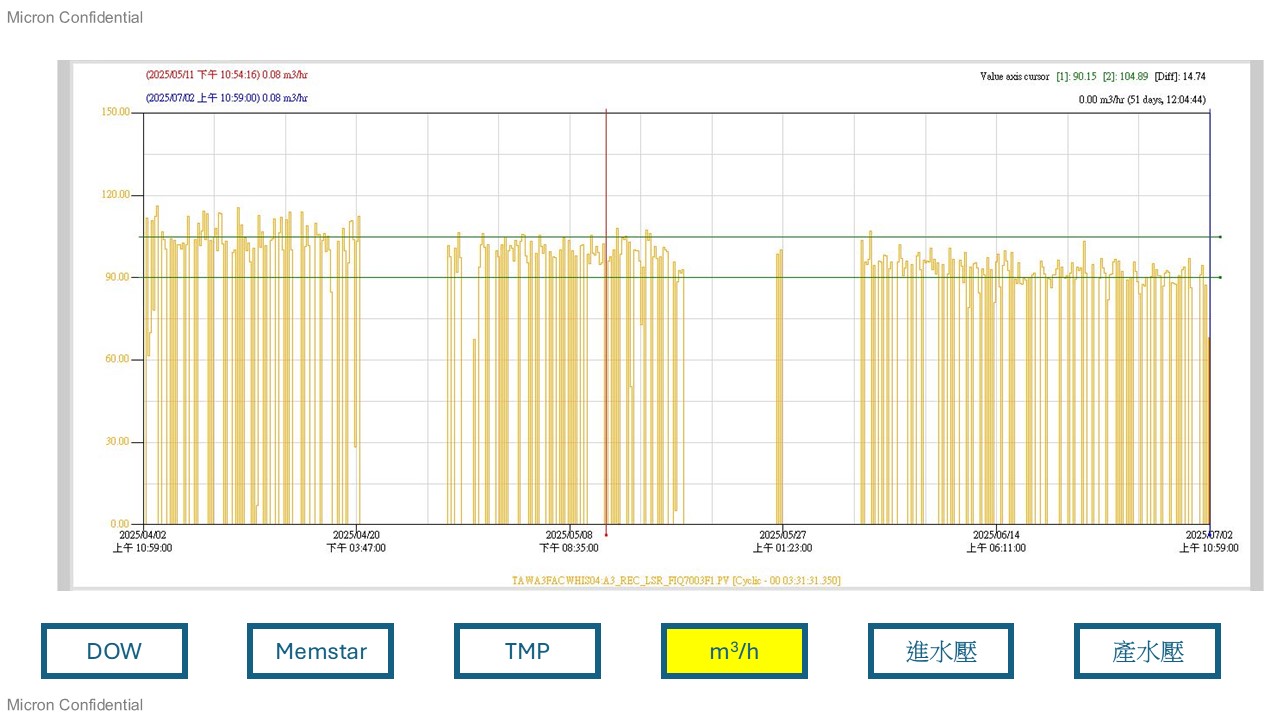 Micron Confidential
(2025/05/11 下午 10:54:16) 0.08 m3/hr
Value axis cursor [1]: 90.15 [2]: 104.89 [Diff]: 14.74
(2025/07/02 上午 10:59:00) 0.08 m3/hr
0.00 m3/hr (51 days, 12:04:44)
150.00
120.00
90.00
60.00
30.00
0.00
2025/04/02 2025/04/20 2025/05/08 2025/05/27 2025/06/14 2025/07/02
上午 10:59:00 下午 03:47:00 下午 08:35:00 上午 01:23:00 上午 06:11:00 上午 10:59:00
TAWA3FACWHIS04:A3_REC_LSR_FIQ7003F1.PV [Cyclic - 00 03:31:31.350]
DOW Memstar TMP m³/h 進水壓 產水壓
Micron Confidential